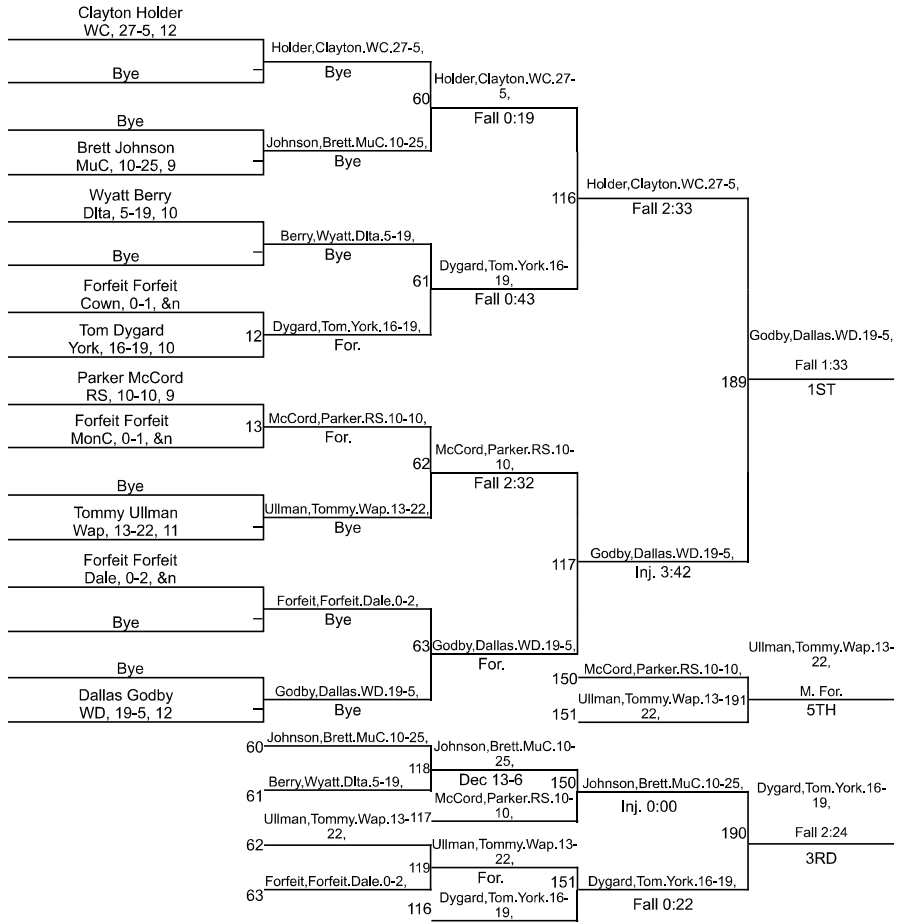 Clayton Holder
WC, 27-5, 12
Bye
Bye
Brett Johnson
MuC, 10-25, 9
Wyatt Berry
Dlta, 5-19, 10
Bye
Forfeit Forfeit
Cown, 0-1, &n
Tom Dygard
York, 16-19, 10
12
Parker McCord
RS, 10-10, 9
Forfeit Forfeit
MonC, 0-1, &n
13
Bye
Tommy Ullman
Wap, 13-22, 11
Forfeit Forfeit
Dale, 0-2, &n
Bye
Bye
Dallas Godby
WD, 19-5, 12
Holder,Clayton.WC.27-5,
Bye
60
Johnson,Brett.MuC.10-25,
Bye
Berry,Wyatt.Dlta.5-19,
Bye
61
Dygard,Tom.York.16-19,
For.
McCord,Parker.RS.10-10,
For.
62
Ullman,Tommy.Wap.13-22,
Bye
Forfeit,Forfeit.Dale.0-2,
Bye
63
Godby,Dallas.WD.19-5,
Bye
Holder,Clayton.WC.27-
5,
Fall 0:19
116
Dygard,Tom.York.16-
19,
Fall 0:43
McCord,Parker.RS.10-
10,
Fall 2:32
117
Godby,Dallas.WD.19-5,
For.
Holder,Clayton.WC.27-5,
Fall 2:33
189
Godby,Dallas.WD.19-5,
Inj. 3:42
Godby,Dallas.WD.19-5,
Fall 1:33
1ST
150
McCord,Parker.RS.10-10,
151
Ullman,Tommy.Wap.13-
22,
191
Ullman,Tommy.Wap.13-
22,
M. For.
5TH
60
Johnson,Brett.MuC.10-25,
61
Berry,Wyatt.Dlta.5-19,
118
Johnson,Brett.MuC.10-
25,
Dec 13-6
117
McCord,Parker.RS.10-
10,
150
Johnson,Brett.MuC.10-25,
Inj. 0:00
62
Ullman,Tommy.Wap.13-
22,
63
Forfeit,Forfeit.Dale.0-2,
119
Ullman,Tommy.Wap.13-
22,
For.
116
Dygard,Tom.York.16-
19,
151
Dygard,Tom.York.16-19,
Fall 0:22
190
Dygard,Tom.York.16-
19,
Fall 2:24
3RD